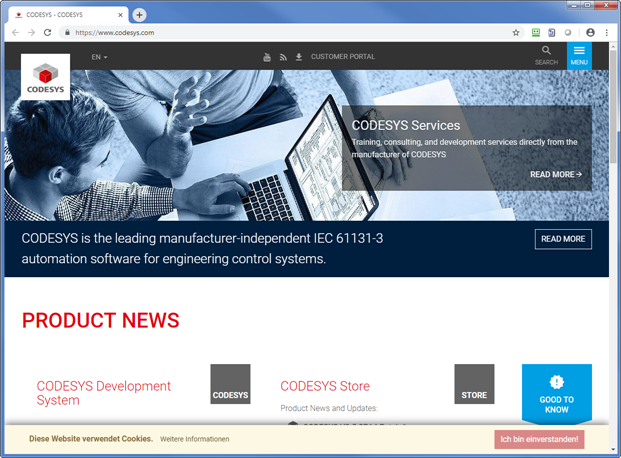 CODESYS - CODESYS
https://www.codesys.com
CODESYS
EN
CUSTOMER PORTAL
SEARCH
MENU
CODESYS Services
Training, consulting, and development services directly from the
manufacturer of CODESYS
READ MORE
CODESYS is the leading manufacturer-independent IEC 61131-3
automation software for engineering control systems.
READ MORE
PRODUCT NEWS
CODESYS Development
System
CODESYS
CODESYS Store
Product News and Updates:
STORE
GOOD TO
KNOW
Diese Website verwendet Cookies. Weitere Informationen
Ich bin einverstanden!